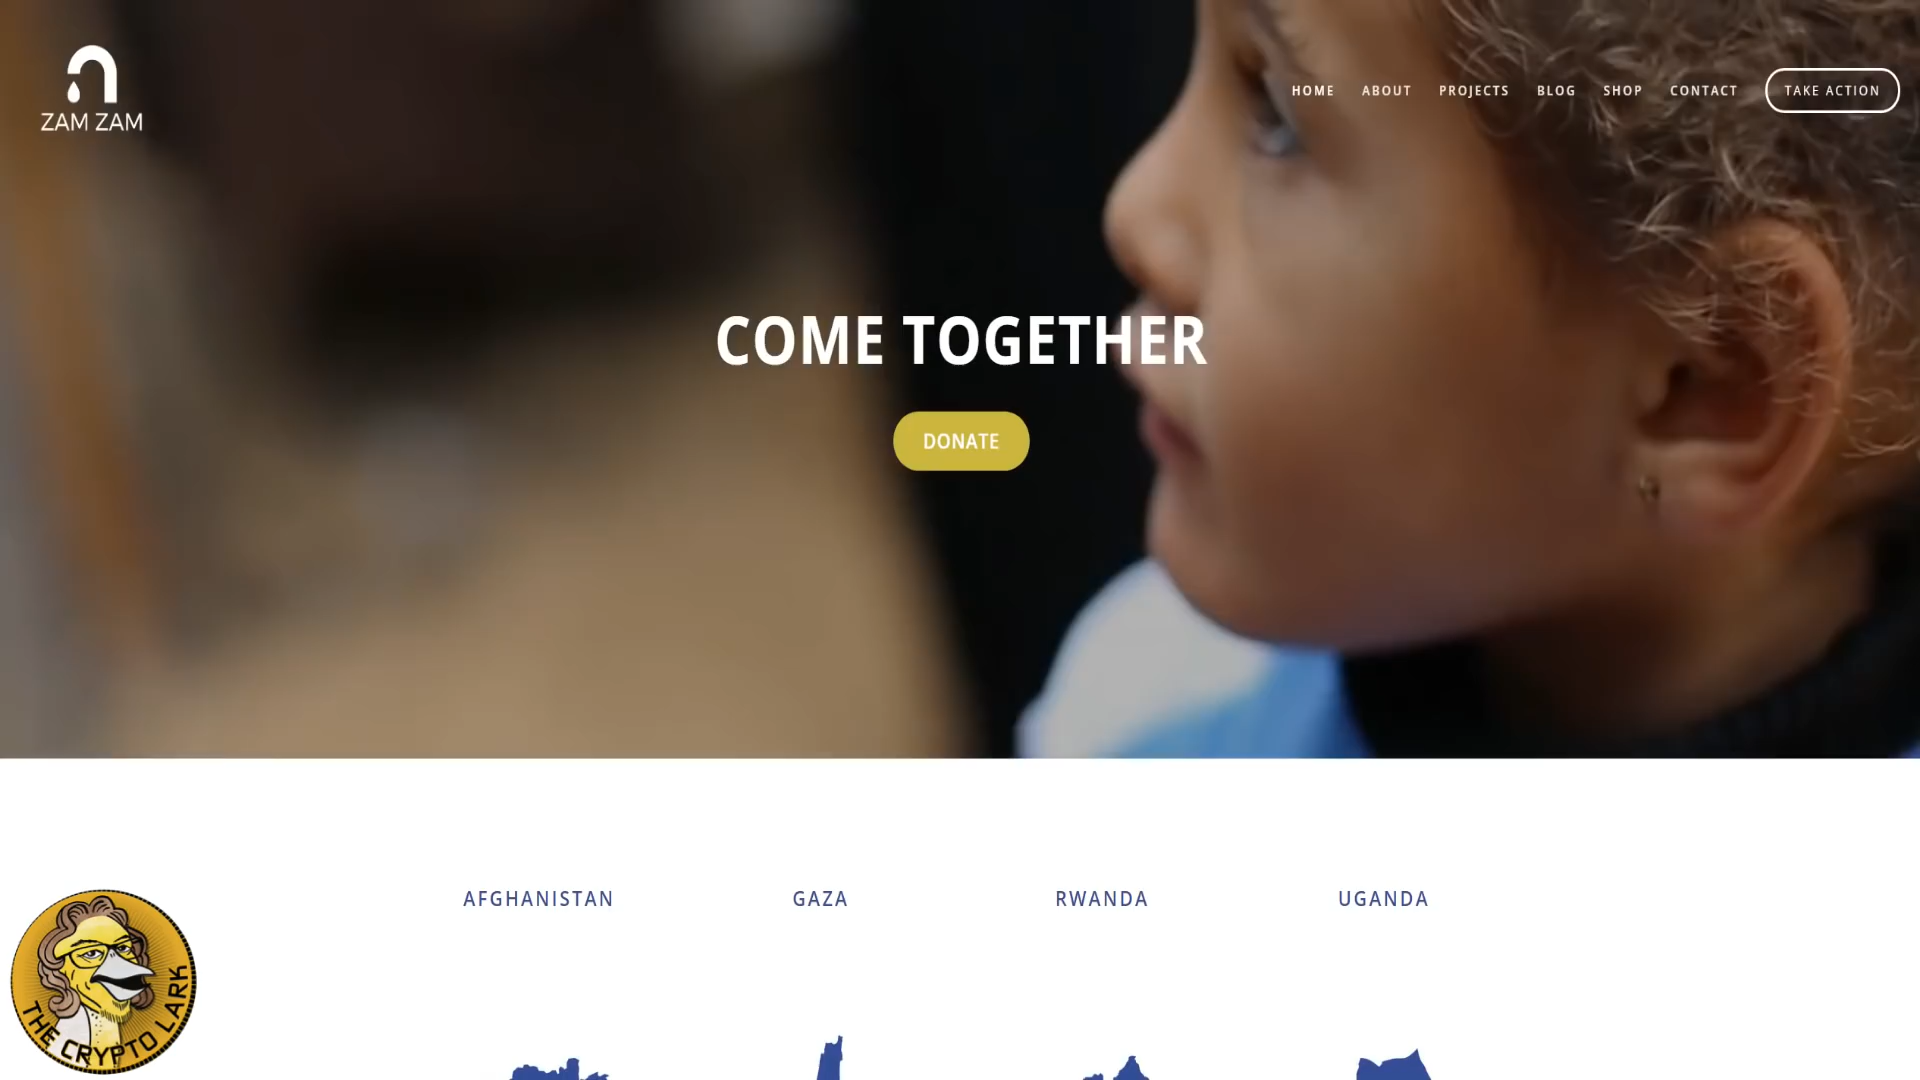 ZAM ZAM
HOME ABOUT PROJECTS BLOG SHOP CONTACT TAKE ACTION
COME TOGETHER
DONATE
AFGHANISTAN GAZA RWANDA UGANDA
THE CRYPTO LARK